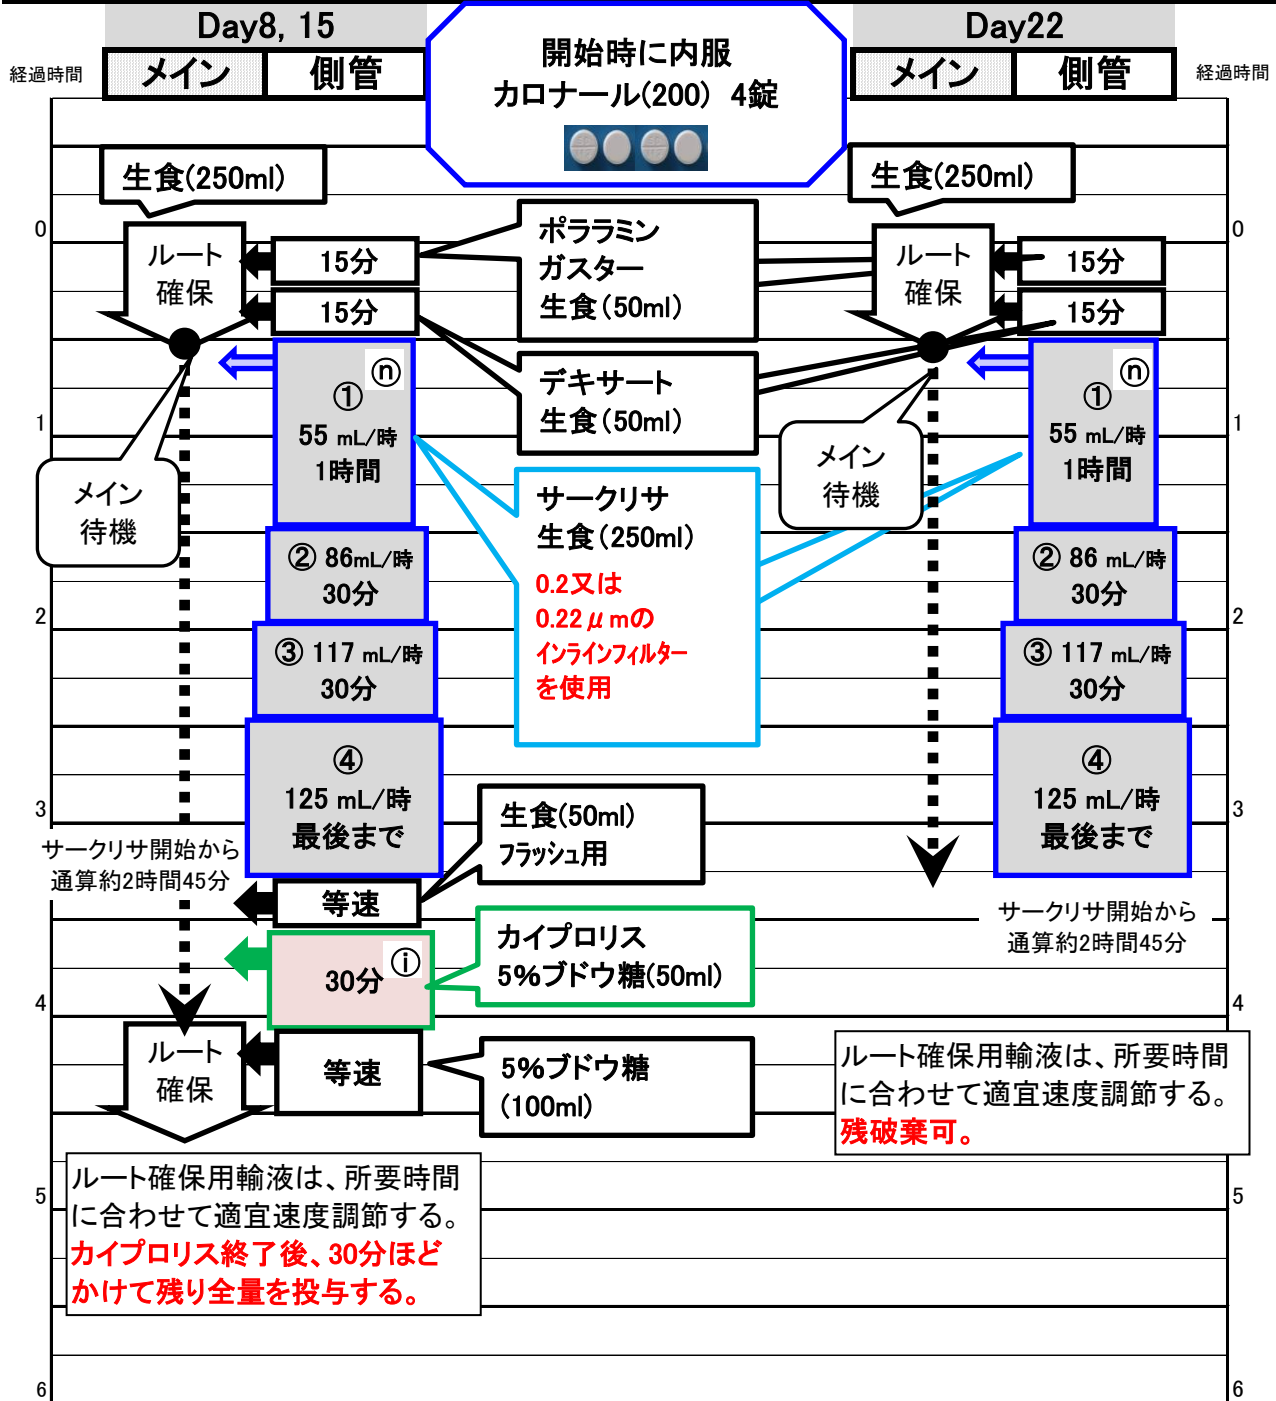 Day8, 15
Day22
メイン
側管
メイン
側管
経過時間
経過時間
開始時に内服
カロナール(200) 4錠
生食(250ml)
生食(250ml)
0
0
ルート
確保
15分
15分
ポララミン
ガスター
生食(50ml)
ルート
確保
15分
15分
デキサート
生食(50ml)
1
1
① ⓝ
55 mL/時
1時間
① ⓝ
55 mL/時
1時間
メイン
待機
メイン
待機
サークリサ
生食(250ml)
0.2又は
0.22μmの
インラインフィルター
を使用
② 86mL/時
30分
② 86 mL/時
30分
2
2
③ 117 mL/時
30分
③ 117 mL/時
30分
④
125 mL/時
最後まで
④
125 mL/時
最後まで
3
3
生食(50ml)
フラッシュ用
サークリサ開始から
通算約2時間45分
等速
サークリサ開始から
通算約2時間45分
カイプロリス
5%ブドウ糖(50ml)
30分 ⓘ
4
4
ルート
確保
等速
5%ブドウ糖
(100ml)
ルート確保用輸液は、所要時間
に合わせて適宜速度調節する。
残破棄可。
ルート確保用輸液は、所要時間
に合わせて適宜速度調節する。
カイプロリス終了後、30分ほど
かけて残り全量を投与する。
5
5
6
6